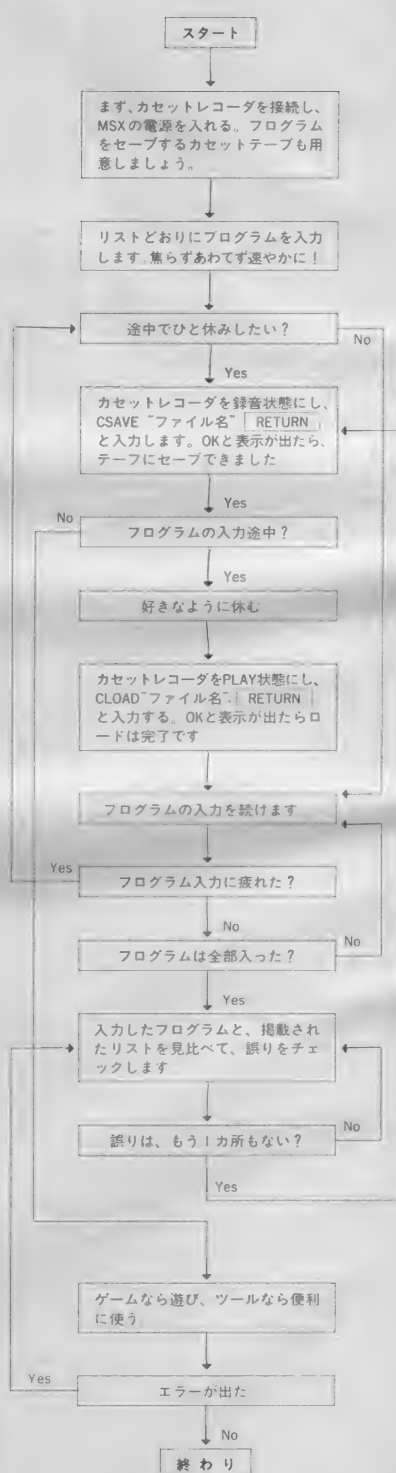 スタート
まず、カセットレコーダを接続し、
MSXの電源を入れる。プログラム
をセーブするカセットテープも用
意しましょう。
リストどおりにプログラムを入力
します。焦らずあわてず速やかに！
途中でひと休みしたい？
No
Yes
カセットレコーダを録音状態にし、
CSAVE "ファイル名" RETURN
と入力します。OKと表示が出たら、
テープにセーブできました
Yes
No
プログラムの入力途中？
Yes
好きなように休む
カセットレコーダをPLAY状態にし、
CLOAD"ファイル名" RETURN
と入力する。OKと表示が出たらロ
ードは完了です
プログラムの入力を続けます
Yes
プログラム入力に疲れた？
No
プログラムは全部入った？
No
Yes
入力したプログラムと、掲載され
たリストを見比べて、誤りをチェ
ックします
誤りは、もう1カ所もない？
No
Yes
ゲームなら遊び、ツールなら便利
に使う
Yes
エラーが出た
No
終わり